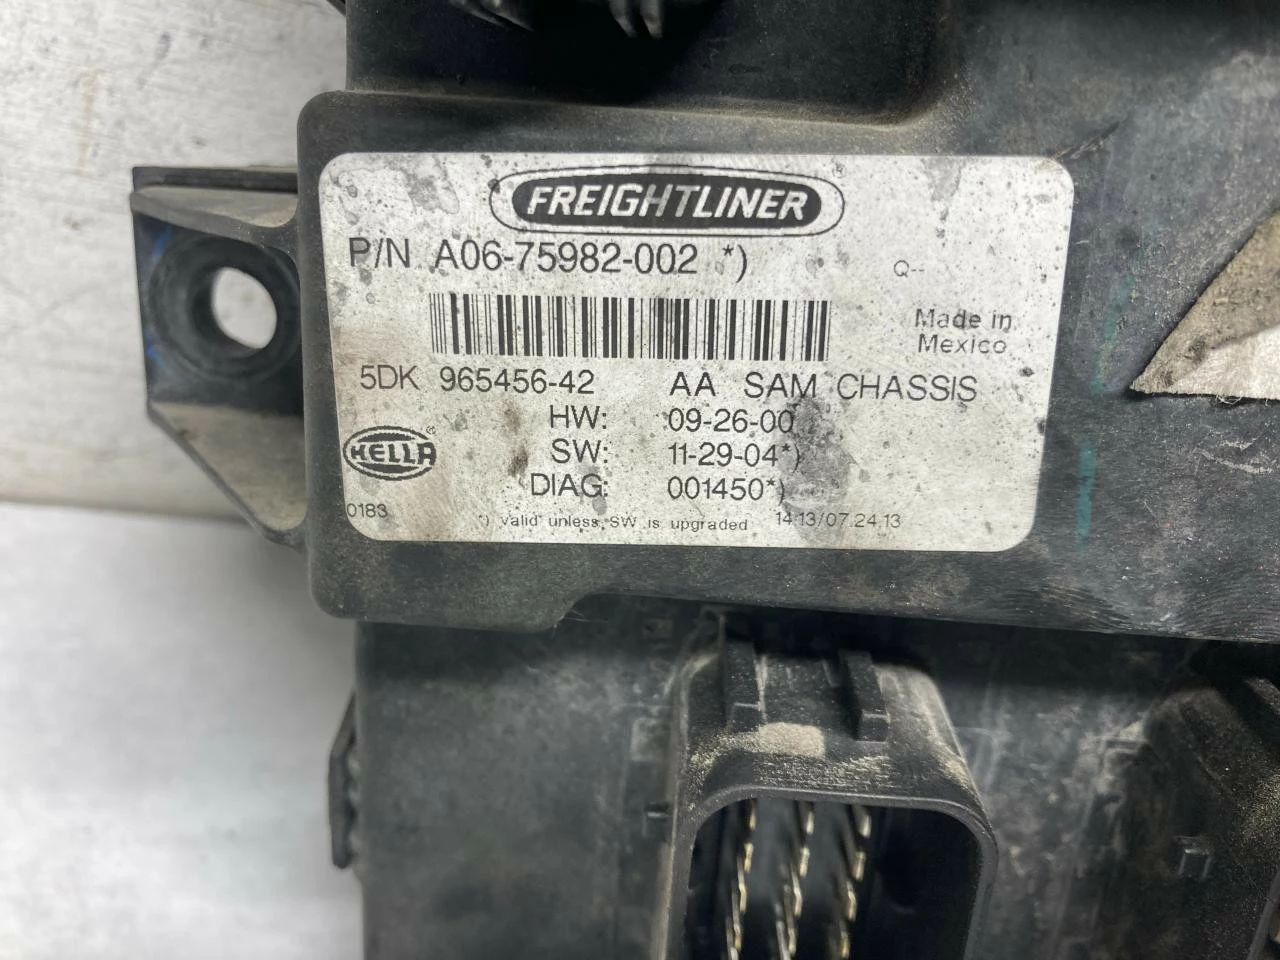 FREIGHTLINER®
P/N A06-75982-002 *)
Q--
Made in
Mexico
5DK 965456-42 AA SAM CHASSIS
HW: 09-26-00
SW: 11-29-04*)
HELLA®
DIAG: 001450*)
0183
*) valid unless SW is upgraded 14:13/07.24.13